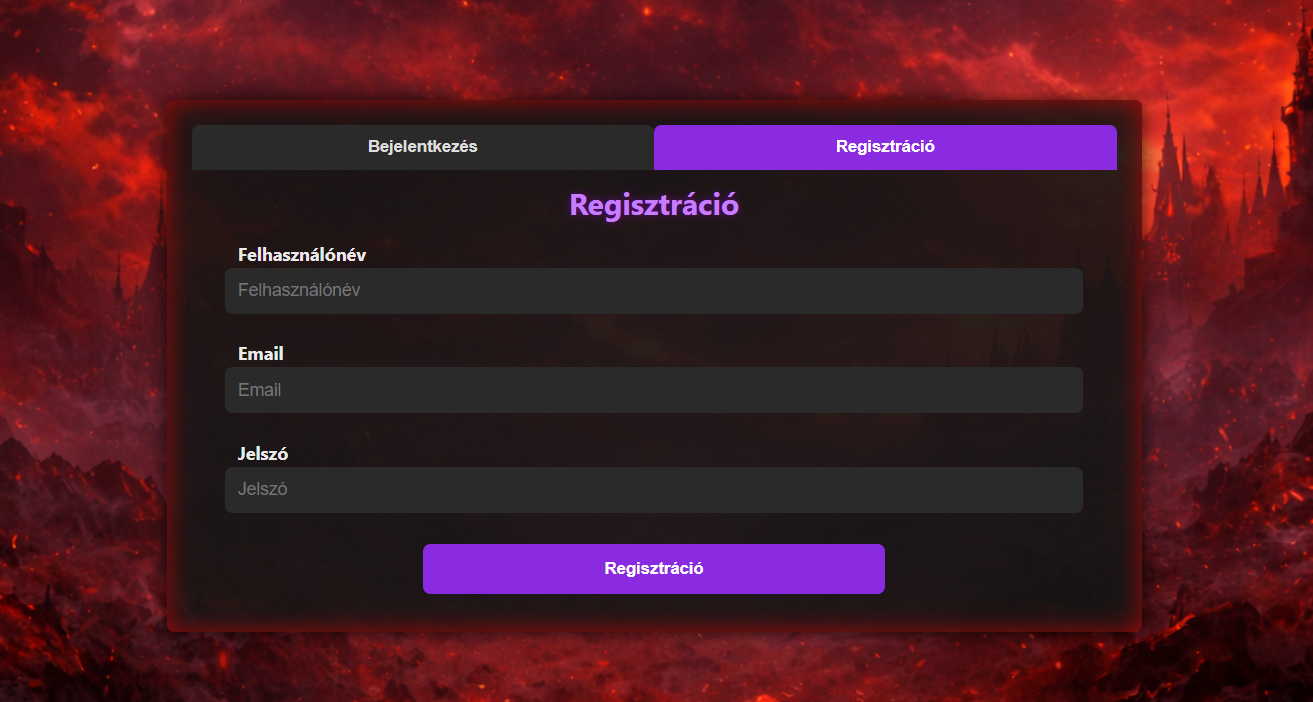 Bejelentkezés Regisztráció
Regisztráció
Felhasználónév
Felhasználónév
Email
Email
Jelszó
Jelszó
Regisztráció